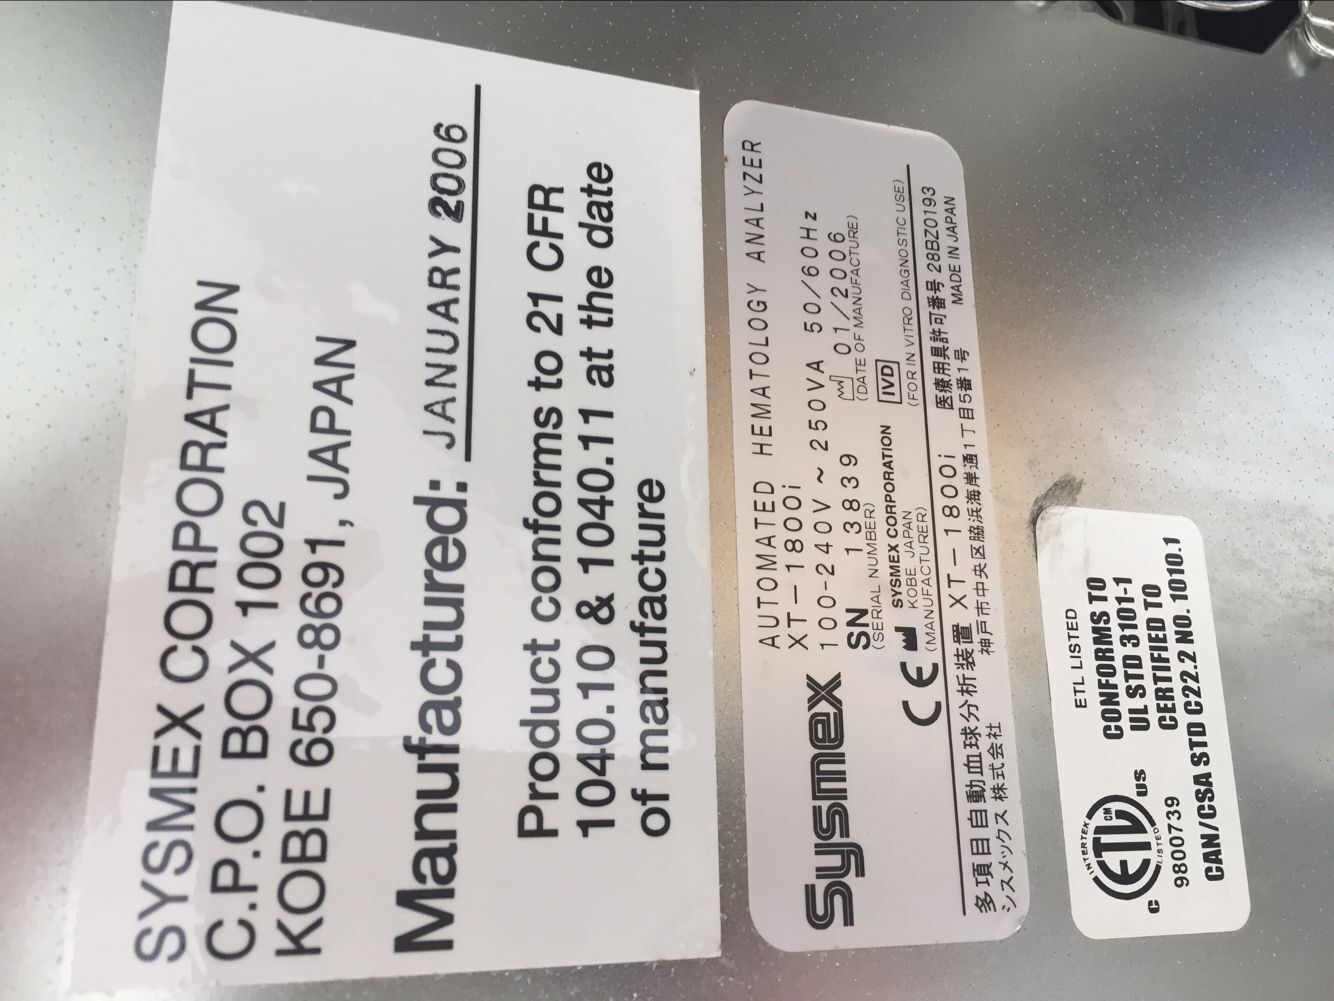 SYSMEX CORPORATION
C.P.O. BOX 1002
KOBE 650-8691, JAPAN
Manufactured: JANUARY 2006
Product conforms to 21 CFR
1040.10 & 1040.11 at the date
of manufacture
Sysmex
AUTOMATED HEMATOLOGY ANALYZER
XT-1800i
100-240V ~ 250VA 50/60Hz
SN 13839 01/2006
(SERIAL NUMBER) (DATE OF MANUFACTURE)
CE SYSMEX CORPORATION IVD
KOBE, JAPAN
(MANUFACTURER) (FOR IN VITRO DIAGNOSTIC USE)
多項目自動血球分析装置 XT-1800i 医療用具許可番号 28BZ0193
シスメックス 株式会社 神戸市中央区脇浜海岸通1丁目5番1号 MADE IN JAPAN
ETL LISTED
CONFORMS TO
UL STD 3101-1
CERTIFIED TO
CAN/CSA STD C22.2 NO. 1010.1
INTERTEK
c ETL CM us
LISTED
9800739